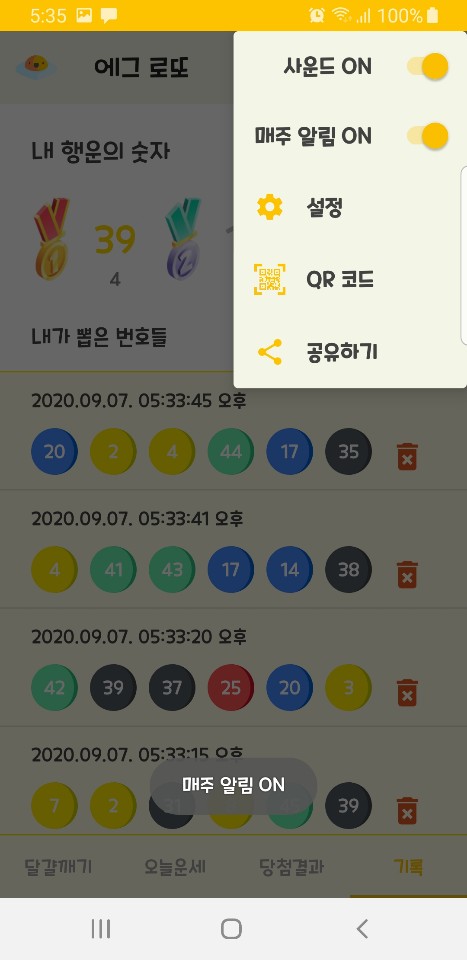 5:35 100%
에그 로또
사운드 ON
매주 알림 ON
설정
QR 코드
공유하기
내 행운의 숫자
39
4
내가 뽑은 번호들
2020.09.07. 05:33:45 오후
20 2 4 44 17 35
2020.09.07. 05:33:41 오후
4 41 43 17 14 38
2020.09.07. 05:33:20 오후
42 39 37 25 20 3
2020.09.07. 05:33:15 오후
7 2 31 39
매주 알림 ON
달걀깨기 오늘운세 당첨결과 기록